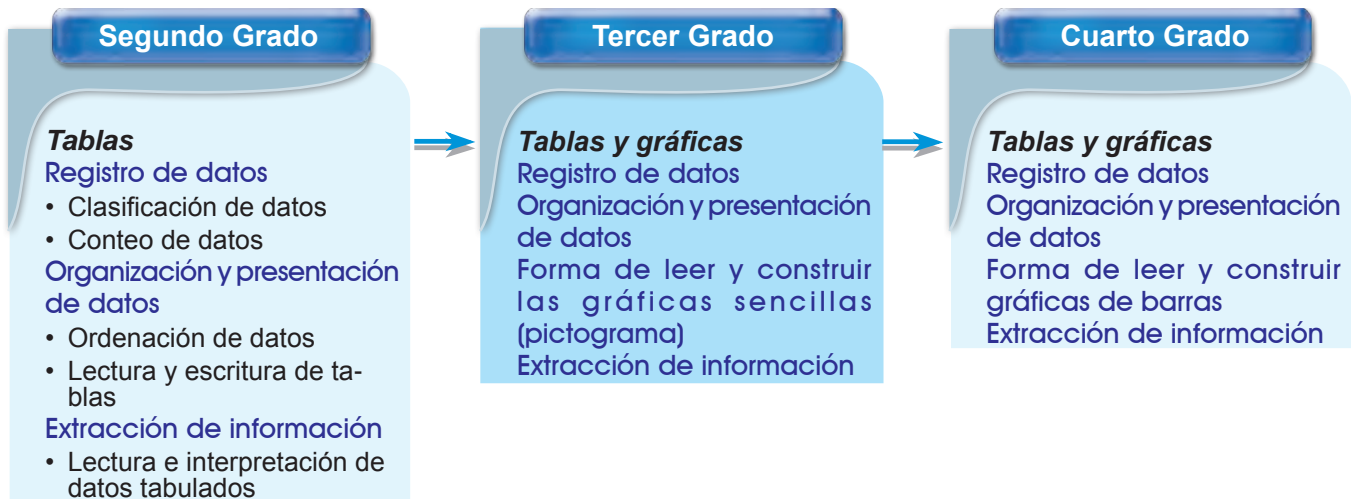 Segundo Grado
Tablas
Registro de datos
• Clasificación de datos
• Conteo de datos
Organización y presentación
de datos
• Ordenación de datos
• Lectura y escritura de ta-
blas
Extracción de información
• Lectura e interpretación de
datos tabulados
Tercer Grado
Tablas y gráficas
Registro de datos
Organización y presentación
de datos
Forma de leer y construir
las gráficas sencillas
(pictograma)
Extracción de información
Cuarto Grado
Tablas y gráficas
Registro de datos
Organización y presentación
de datos
Forma de leer y construir
gráficas de barras
Extracción de información